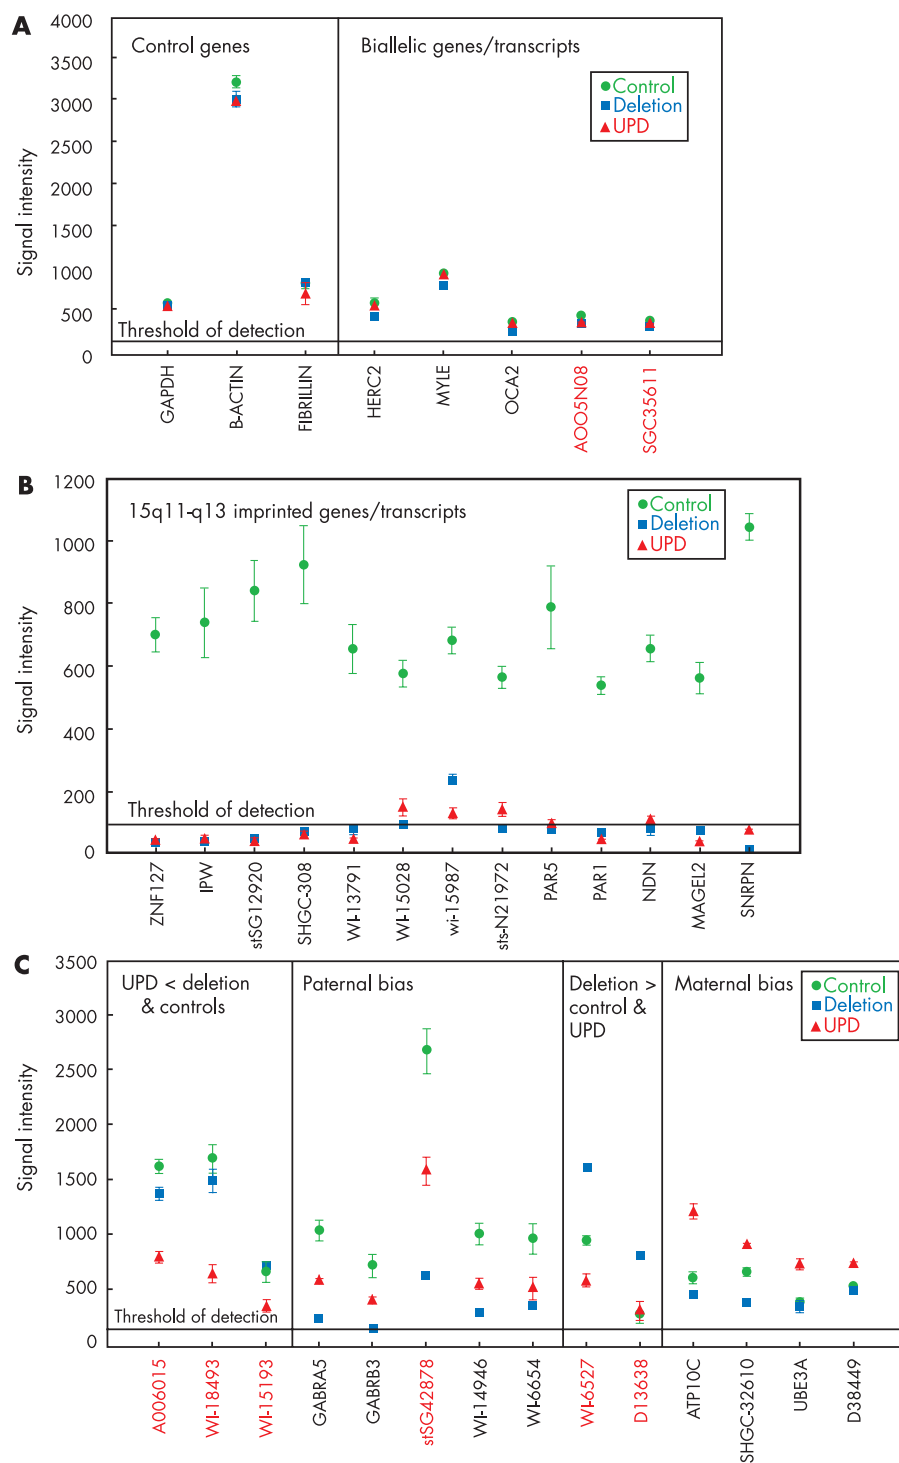 A
4000
3500
3000
2500
2000
1500
1000
500
0
Signal intensity
Control genes
Biallelic genes/transcripts
Control
Deletion
UPD
Threshold of detection
GAPDH
B-ACTIN
FIBRILLIN
HERC2
MYLE
OCA2
AOO5N08
SGC35611
B
1200
1000
800
600
400
200
0
Signal intensity
15q11-q13 imprinted genes/transcripts
Control
Deletion
UPD
Threshold of detection
ZNF127
IPW
stSG12920
SHGC-308
WI-13791
WI-15028
wi-15987
sts-N21972
PAR5
PAR1
NDN
MAGEL2
SNRPN
C
3500
3000
2500
2000
1500
1000
500
0
Signal intensity
UPD < deletion
& controls
Paternal bias
Deletion >
control &
UPD
Maternal bias
Control
Deletion
UPD
Threshold of detection
A006015
WI-18493
WI-15193
GABRA5
GABRB3
stSG42878
WI-14946
WI-6654
WI-6527
D13638
ATP10C
SHGC-32610
UBE3A
D38449